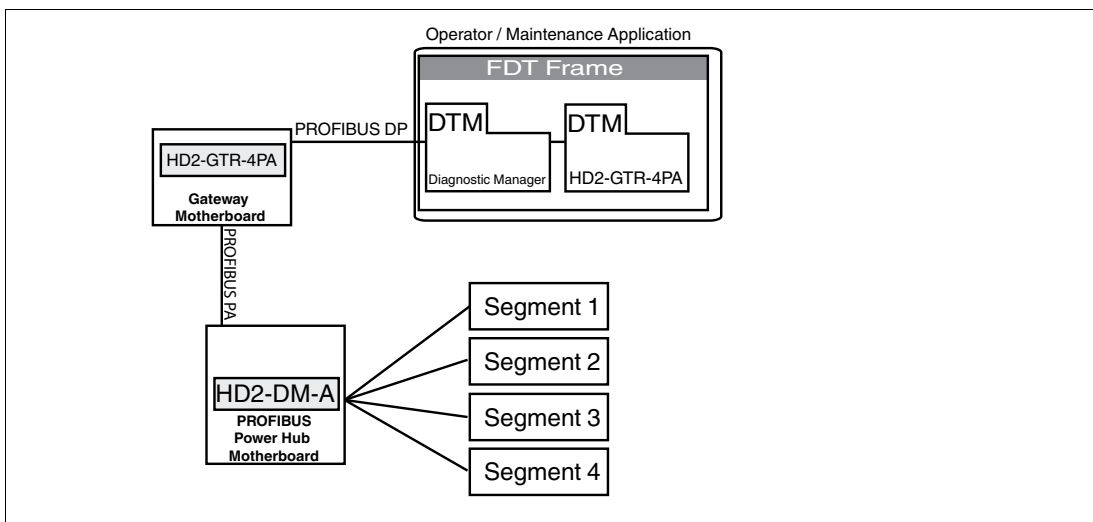 Operator / Maintenance Application
FDT Frame
DTM
Diagnostic Manager
DTM
HD2-GTR-4PA
PROFIBUS DP
HD2-GTR-4PA
Gateway
Motherboard
PROFIBUS PA
HD2-DM-A
PROFIBUS
Power Hub
Motherboard
Segment 1
Segment 2
Segment 3
Segment 4